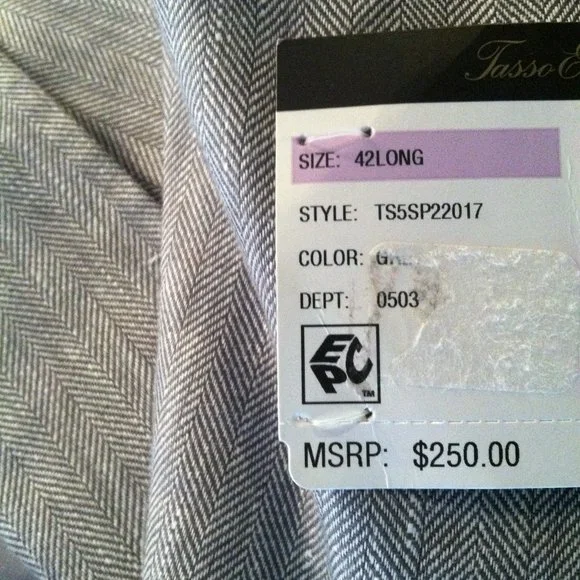 Tasso
SIZE: 42LONG
STYLE: TS5SP22017
COLOR:
DEPT: 0503
EPC
TM
MSRP: $250.00